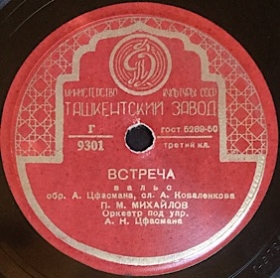 МИНИСТЕРСТВО КУЛЬТУРЫ СССР
ТАШКЕНТСКИЙ ЗАВОД
Г
9301
ГОСТ 5289-50
третий кл.
ВСТРЕЧА
вальс
обр. А. Цфасмана, сл. А. Коваленкова
П. М. МИХАЙЛОВ
Оркестр под упр.
А. Н. Цфасмана